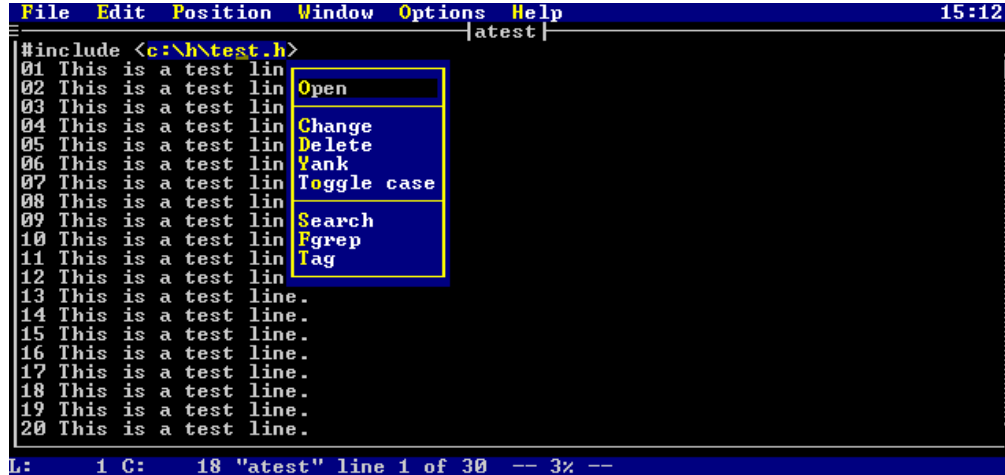 File Edit Position Window Options Help 15:12
atest
#include <c:\h\test.h>
01 This is a test lin
02 This is a test lin Open
03 This is a test lin
04 This is a test lin Change
05 This is a test lin Delete
06 This is a test lin Yank
07 This is a test lin Toggle case
08 This is a test lin
09 This is a test lin Search
10 This is a test lin Fgrep
11 This is a test lin Tag
12 This is a test lin
13 This is a test line.
14 This is a test line.
15 This is a test line.
16 This is a test line.
17 This is a test line.
18 This is a test line.
19 This is a test line.
20 This is a test line.
L: 1 C: 18 "atest" line 1 of 30 -- 3% --